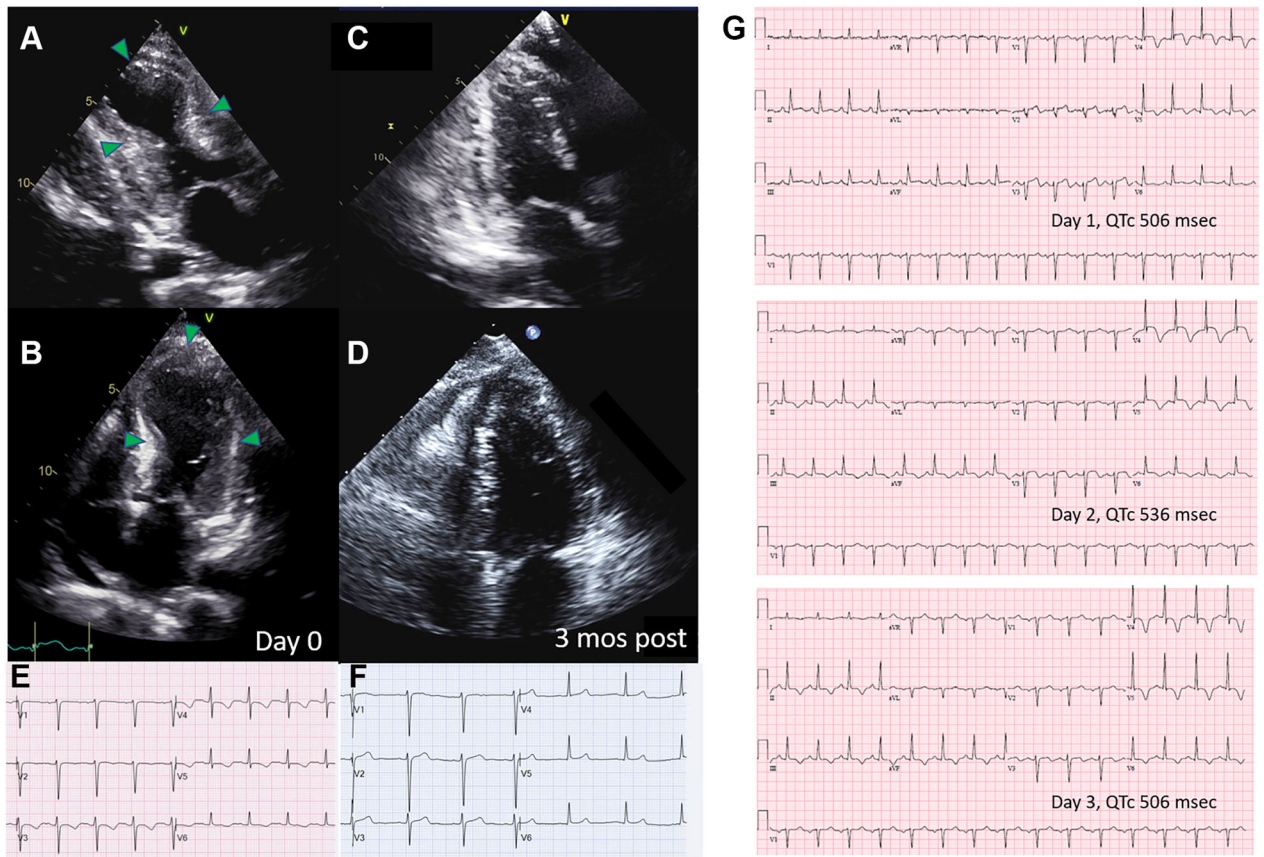 A
V
5
10
B
V
5
10
Day 0
C
V
5
10
D
P
3 mos post
E
V1
V4
V2
V5
V3
V6
F
V1
V4
V2
V5
V3
V6
G
I
aVR
V1
V4
II
aVL
V2
V5
III
aVF
V3
V6
Day 1, QTc 506 msec
V1
I
aVR
V1
V4
II
aVL
V2
V5
III
aVF
V3
V6
Day 2, QTc 536 msec
V1
I
aVR
V1
V4
II
aVL
V2
V5
III
aVF
V3
V6
Day 3, QTc 506 msec
V1